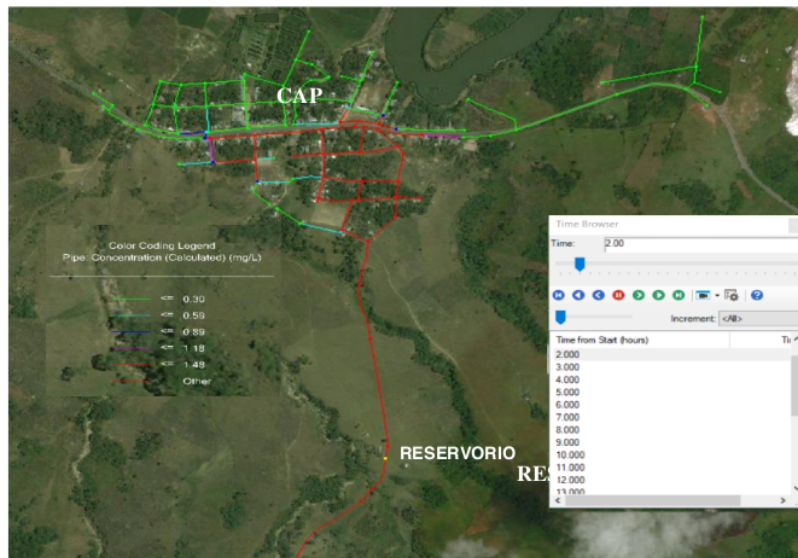 CAP
Time Browser
Time: 2.00
Color Coding Legend
Pipe: Concentration (Calculated) (mg/L)
<= 0.30
<= 0.59
<= 0.89
<= 1.18
<= 1.48
Other
Increment: <All>
Time from Start (hours)
2.000
3.000
4.000
5.000
6.000
7.000
8.000
9.000
10.000
11.000
12.000
13.000
RESERVORIO
RES